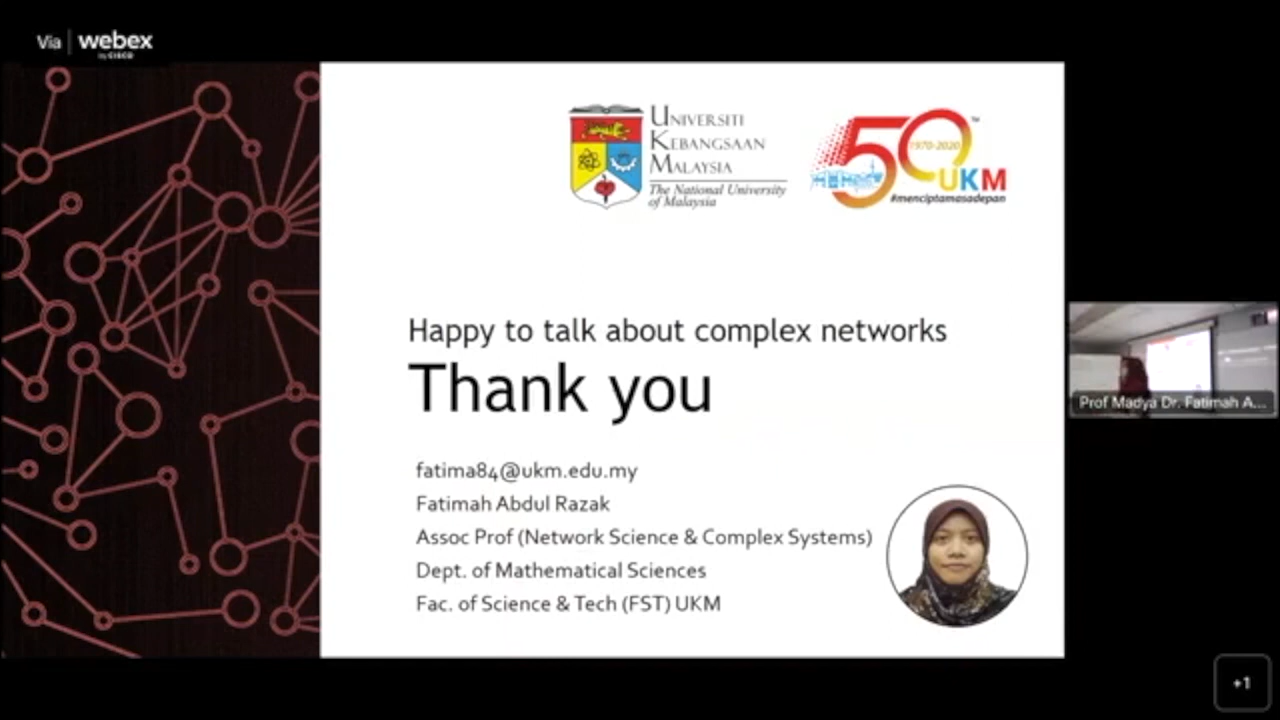 Via webex
by CISCO
UNIVERSITI
KEBANGSAAN
MALAYSIA
The National University
of Malaysia
50
1970-2020
UKM
#menciptamasadepan
TM
Happy to talk about complex networks
Thank you
fatima84@ukm.edu.my
Fatimah Abdul Razak
Assoc Prof (Network Science & Complex Systems)
Dept. of Mathematical Sciences
Fac. of Science & Tech (FST) UKM
Prof Madya Dr. Fatimah A...
+1